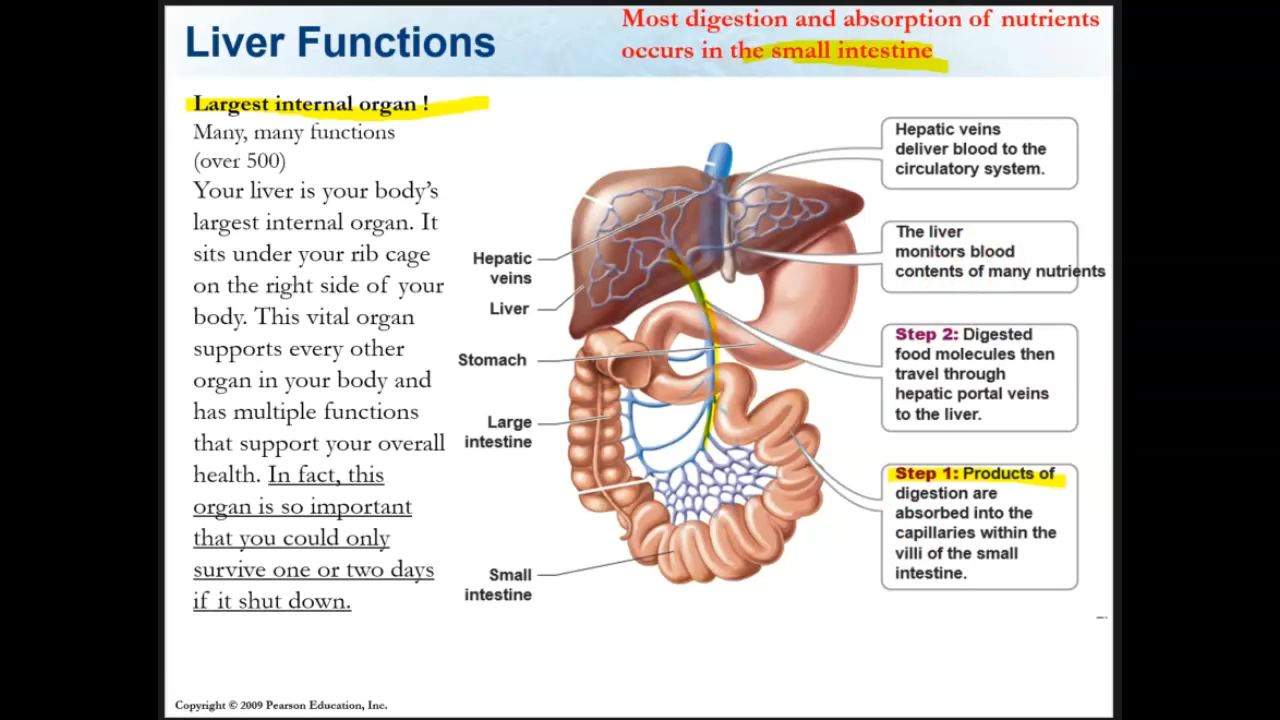 Liver Functions
Most digestion and absorption of nutrients
occurs in the small intestine
Largest internal organ !
Many, many functions
(over 500)
Your liver is your body’s
largest internal organ. It
sits under your rib cage
on the right side of your
body. This vital organ
supports every other
organ in your body and
has multiple functions
that support your overall
health. In fact, this
organ is so important
that you could only
survive one or two days
if it shut down.
Hepatic
veins
Liver
Stomach
Large
intestine
Small
intestine
Hepatic veins
deliver blood to the
circulatory system.
The liver
monitors blood
contents of many nutrients
Step 2: Digested
food molecules then
travel through
hepatic portal veins
to the liver.
Step 1: Products of
digestion are
absorbed into the
capillaries within the
villi of the small
intestine.
Copyright © 2009 Pearson Education, Inc.